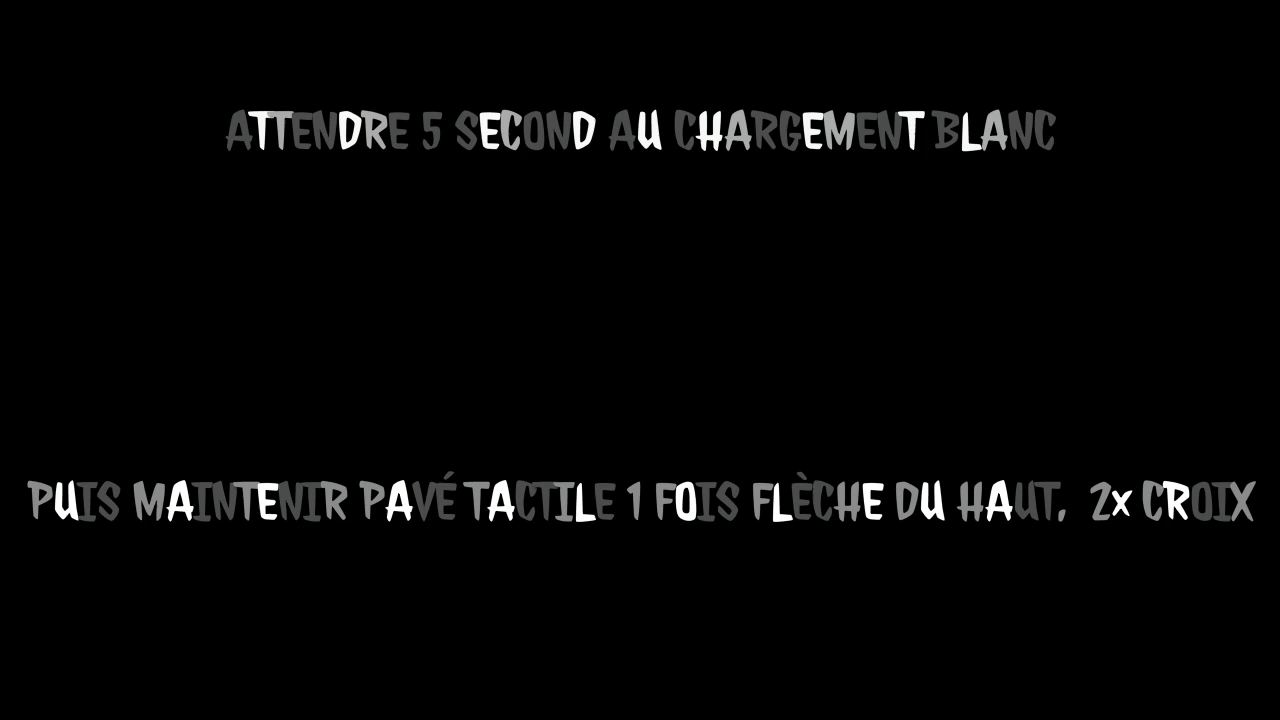 ATTENDRE 5 SECOND AU CHARGEMENT BLANC
PUIS MAINTENIR PAVÉ TACTILE 1 FOIS FLÈCHE DU HAUT, 2x CROIX